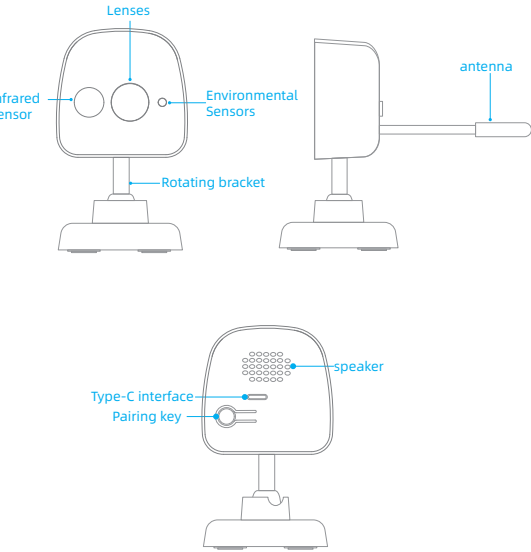 Lenses
antenna
Environmental
Sensors
Rotating bracket
speaker
Type-C interface
Pairing key